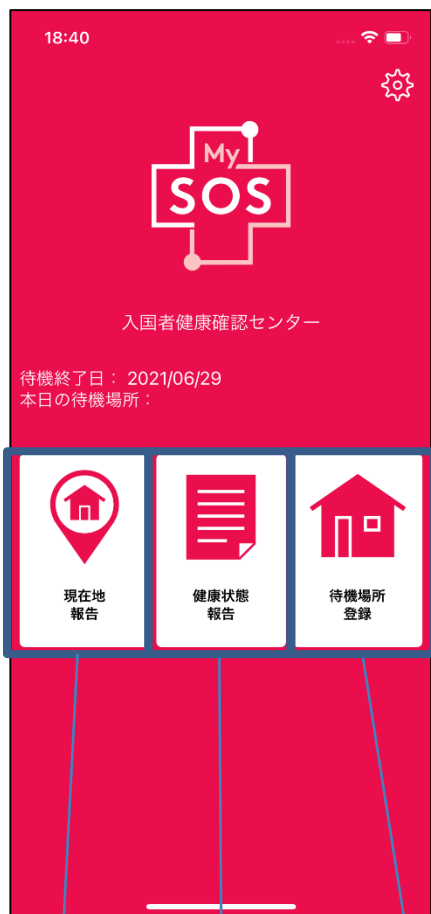 18:40
My
SOS
入国者健康確認センター
待機終了日： 2021/06/29
本日の待機場所：
現在地
報告
健康状態
報告
待機場所
登録